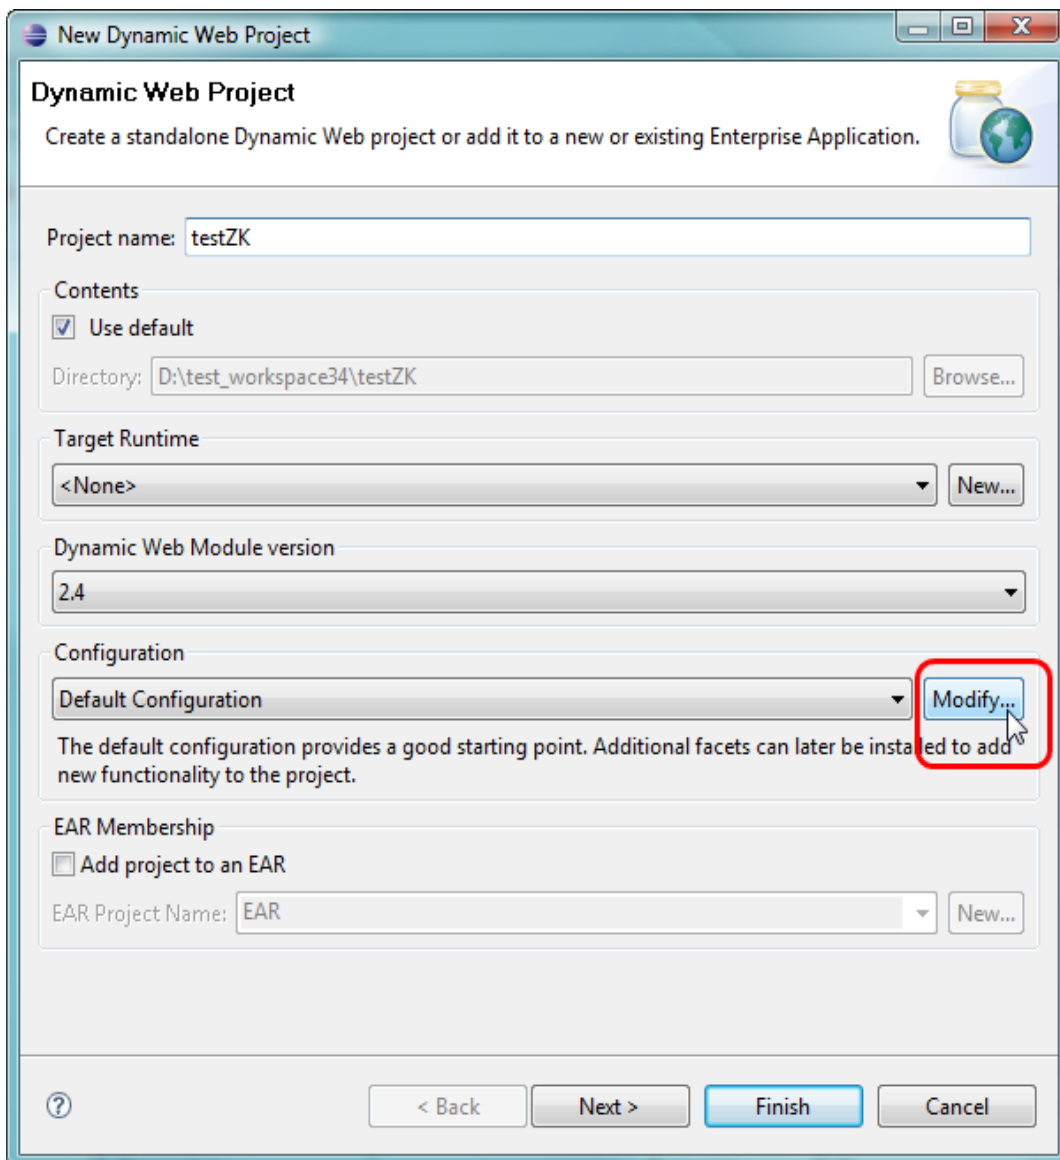 New Dynamic Web Project
Dynamic Web Project
Create a standalone Dynamic Web project or add it to a new or existing Enterprise Application.
Project name: testZK
Contents
Use default
Directory: D:\test_workspace34\testZK Browse...
Target Runtime
<None> New...
Dynamic Web Module version
2.4
Configuration
Default Configuration Modify...
The default configuration provides a good starting point. Additional facets can later be installed to add
new functionality to the project.
EAR Membership
Add project to an EAR
EAR Project Name: EAR New...
? < Back Next > Finish Cancel